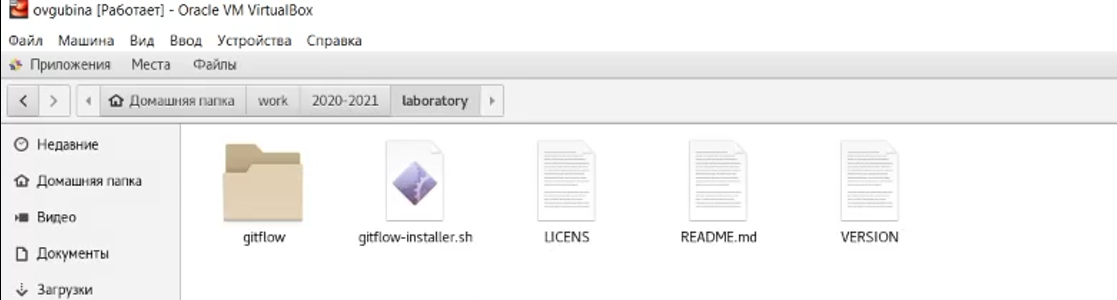 ovgubina [Работает] - Oracle VM VirtualBox
Файл Машина Вид Ввод Устройства Справка
Приложения Места Файлы
Домашняя папка work 2020-2021 laboratory
Недавние
Домашняя папка
Видео
Документы
Загрузки
gitflow gitflow-installer.sh LICENS README.md VERSION